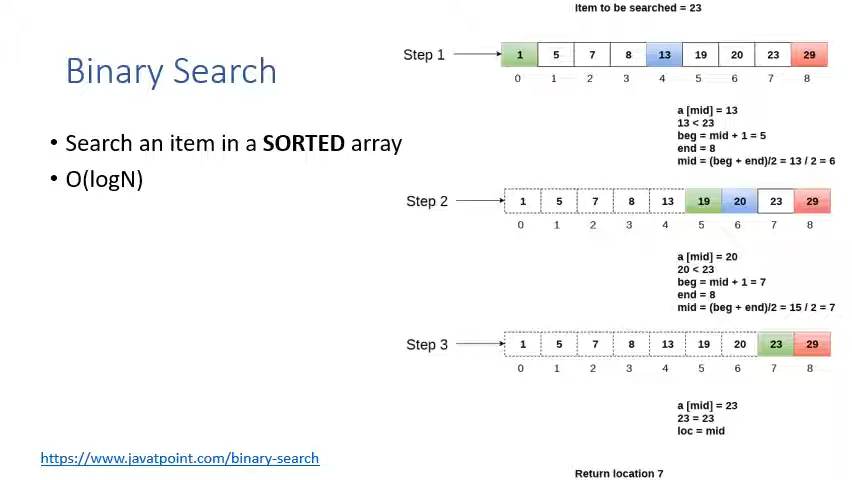 Item to be searched = 23
Binary Search
• Search an item in a SORTED array
• O(logN)
Step 1
1 5 7 8 13 19 20 23 29
0 1 2 3 4 5 6 7 8
a [mid] = 13
13 < 23
beg = mid + 1 = 5
end = 8
mid = (beg + end)/2 = 13 / 2 = 6
Step 2
1 5 7 8 13 19 20 23 29
0 1 2 3 4 5 6 7 8
a [mid] = 20
20 < 23
beg = mid + 1 = 7
end = 8
mid = (beg + end)/2 = 15 / 2 = 7
Step 3
1 5 7 8 13 19 20 23 29
0 1 2 3 4 5 6 7 8
a [mid] = 23
23 = 23
loc = mid
https://www.javatpoint.com/binary-search
Return location 7